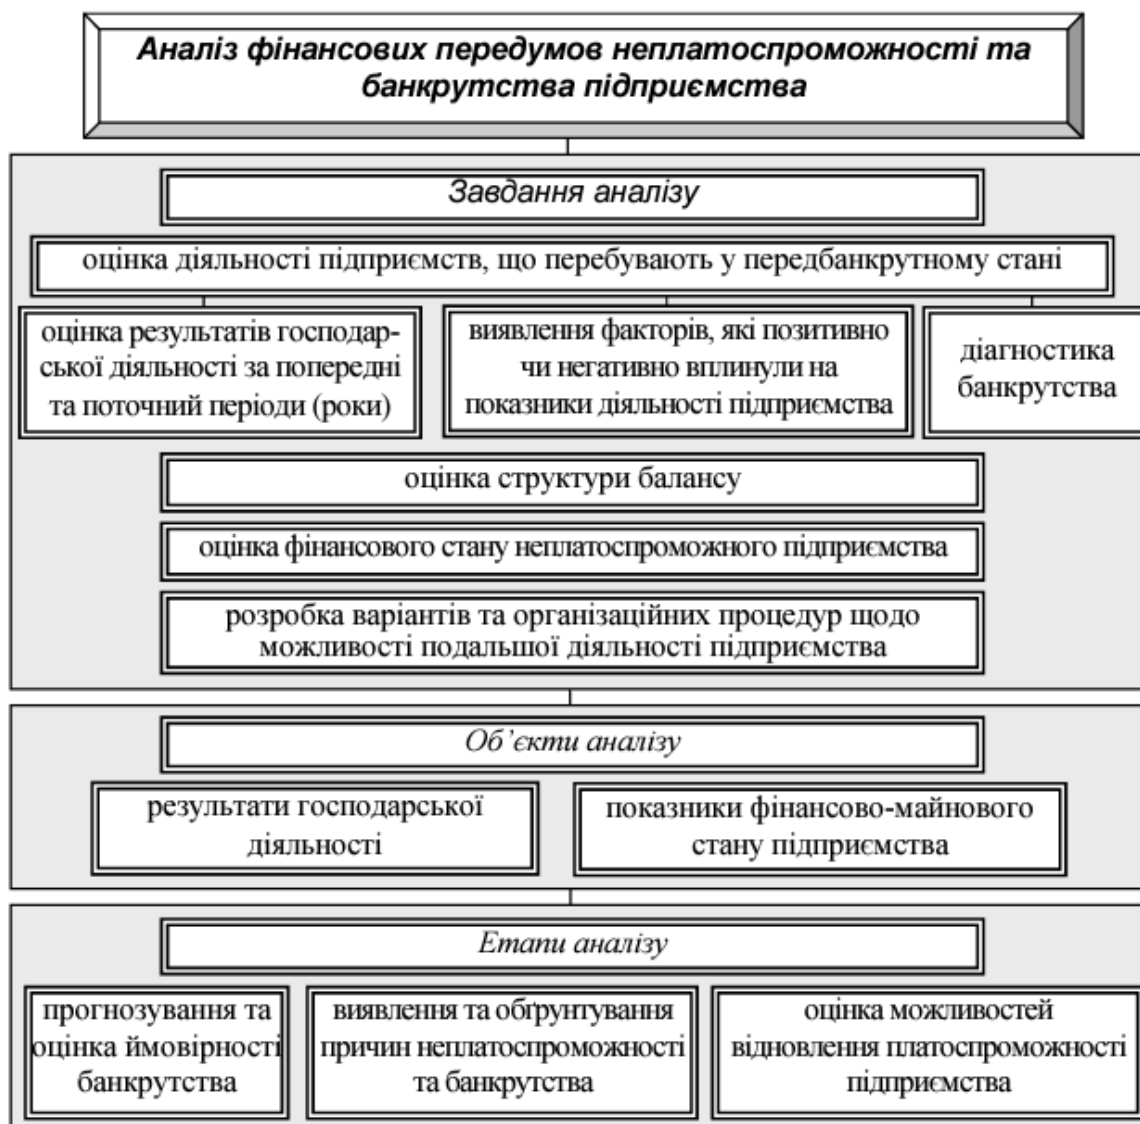 Аналіз фінансових передумов неплатоспроможності та
банкрутства підприємства
Завдання аналізу
оцінка діяльності підприємств, що перебувають у передбанкрутному стані
оцінка результатів господар-
ської діяльності за попередні
та поточний періоди (роки)
виявлення факторів, які позитивно
чи негативно вплинули на
показники діяльності підприємства
діагностика
банкрутства
оцінка структури балансу
оцінка фінансового стану неплатоспроможного підприємства
розробка варіантів та організаційних процедур щодо
можливості подальшої діяльності підприємства
Об’єкти аналізу
результати господарської
діяльності
показники фінансово-майнового
стану підприємства
Етапи аналізу
прогнозування та
оцінка ймовірності
банкрутства
виявлення та обґрунтування
причин неплатоспроможності
та банкрутства
оцінка можливостей
відновлення платоспроможності
підприємства